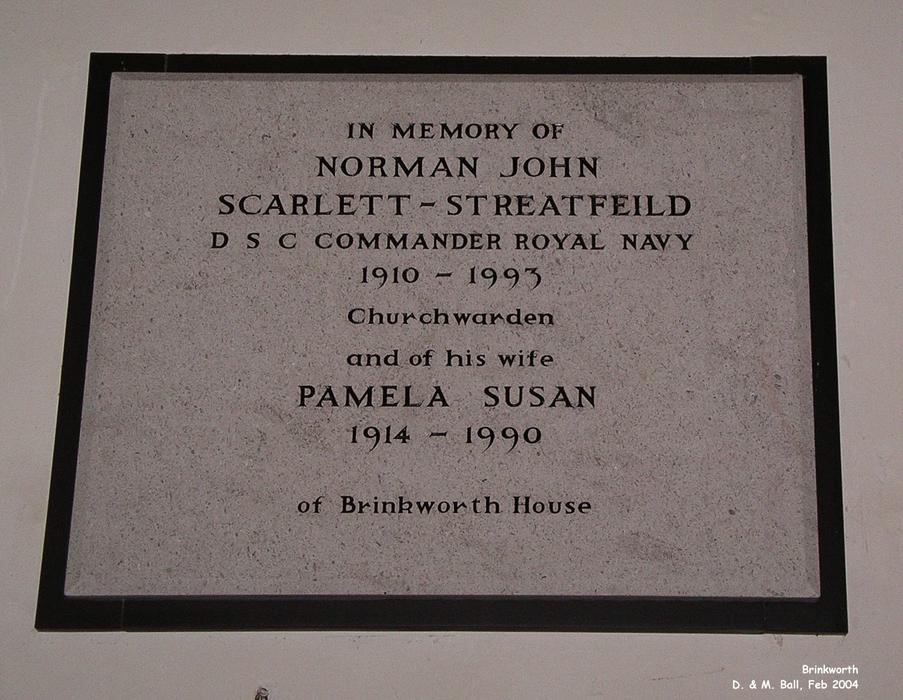 IN MEMORY OF
NORMAN JOHN
SCARLETT-STREATFEILD
D S C COMMANDER ROYAL NAVY
1910 - 1993
Churchwarden
and of his wife
PAMELA SUSAN
1914 - 1990
of Brinkworth House
Brinkworth
D. & M. Ball, Feb 2004